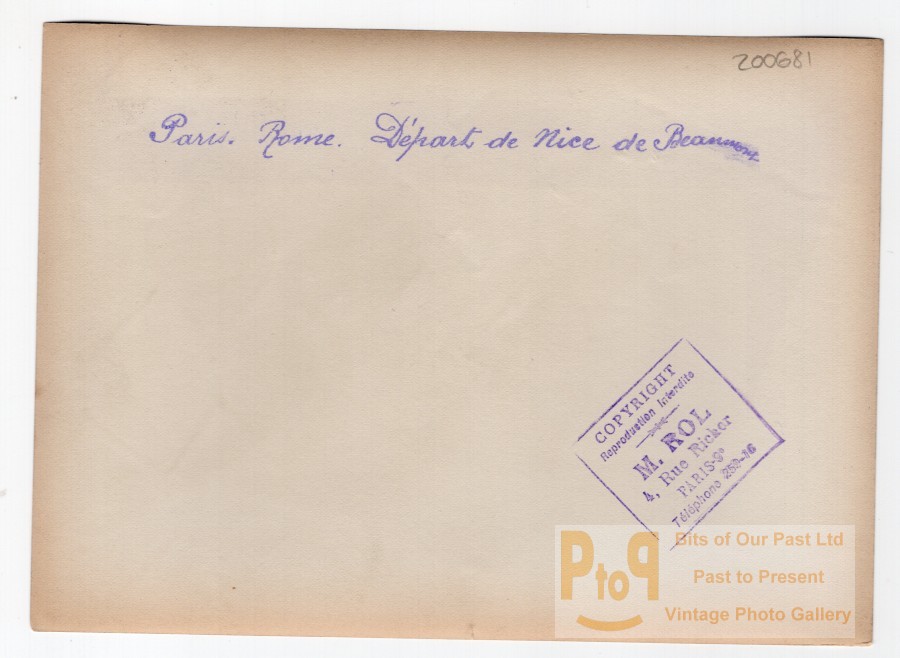 200681
Paris. Rome. Départ de Nice de Beaumont
COPYRIGHT
Reproduction Interdite
M. ROL
4, Rue Richer
PARIS-9e
Téléphone
PtoP
Bits of Our Past Ltd
Past to Present
Vintage Photo Gallery